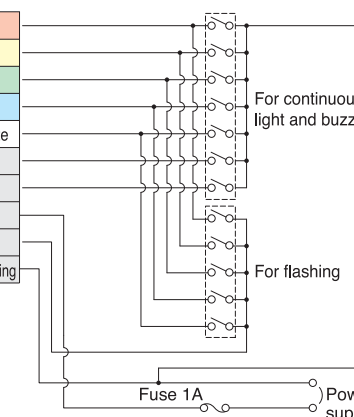 For continuou
light and buzz
e
For flashing
ing
Fuse 1A
Pow
sup